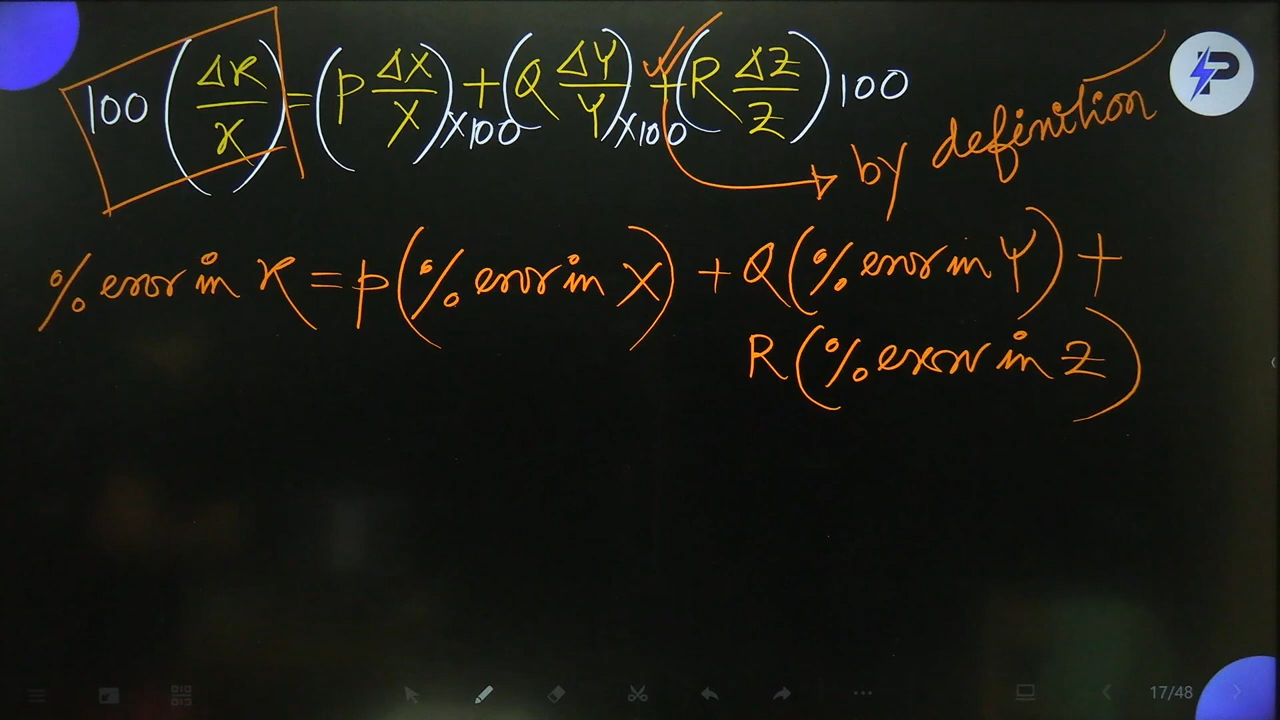 100 (ΔK/K) = (P ΔX/X)×100 + (Q ΔY/Y)×100 + (R ΔZ/Z) 100
by definition
% error in K = P (% error in X) + Q (% error in Y) +
R (% error in Z)
17/48